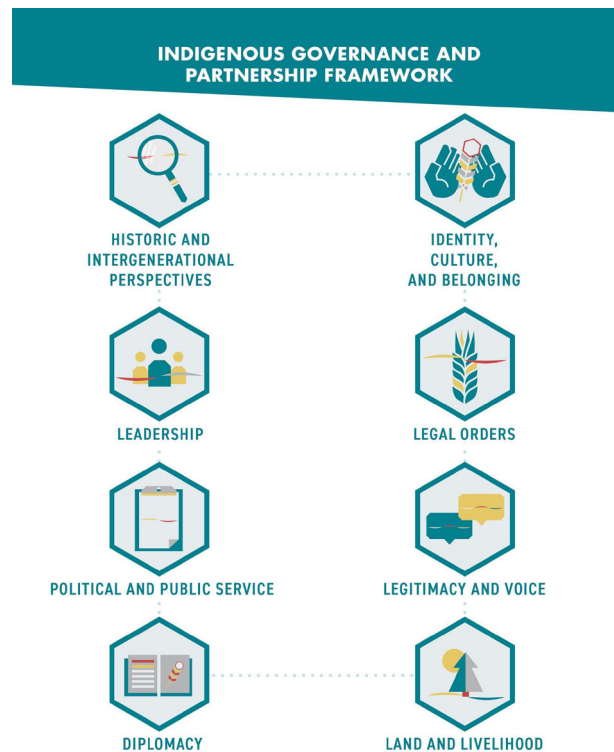 INDIGENOUS GOVERNANCE AND
PARTNERSHIP FRAMEWORK
HISTORIC AND
INTERGENERATIONAL
PERSPECTIVES
IDENTITY,
CULTURE,
AND BELONGING
LEADERSHIP
LEGAL ORDERS
POLITICAL AND PUBLIC SERVICE
LEGITIMACY AND VOICE
DIPLOMACY
LAND AND LIVELIHOOD